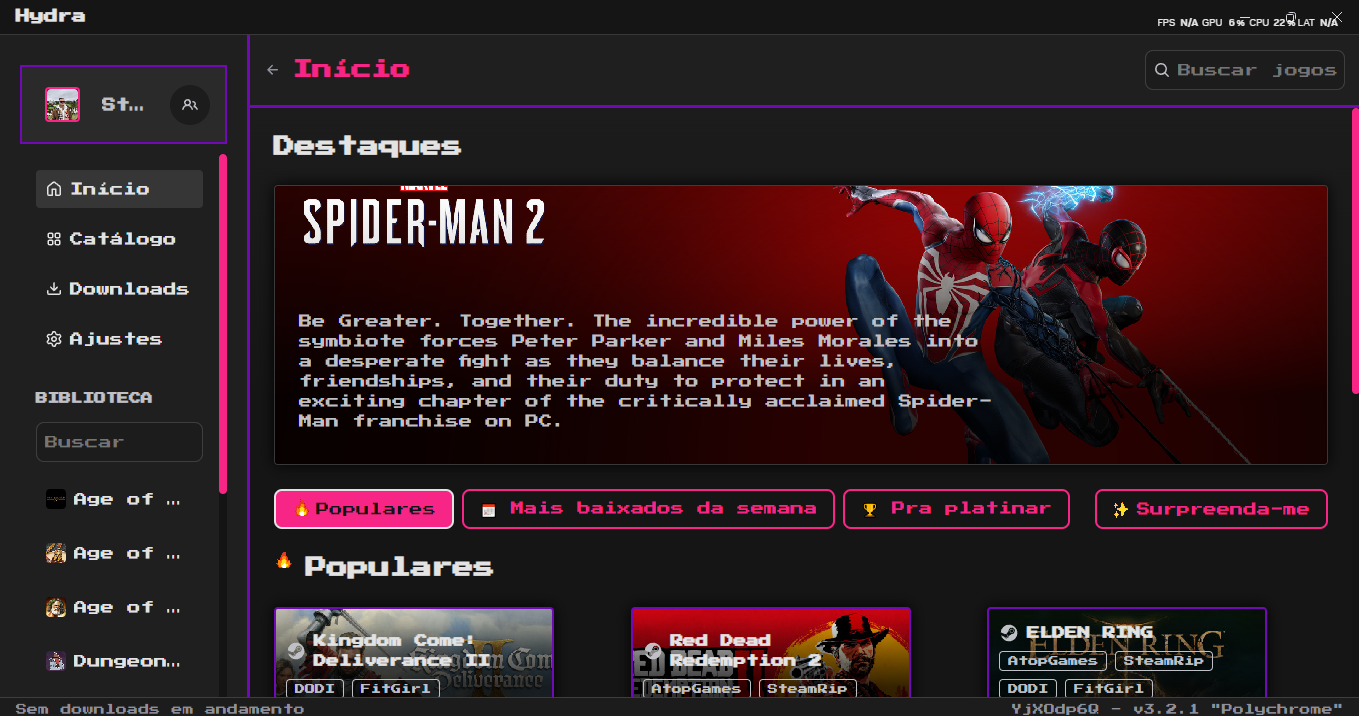 Hydra
FPS N/A GPU 6% CPU 22% LAT N/A
St...
Início
Buscar jogos
Início
Catálogo
Downloads
Ajustes
BIBLIOTECA
Buscar
Age of ...
Age of ...
Age of ...
Dungeon...
Destaques
MARVEL
SPIDER-MAN 2
Be Greater. Together. The incredible power of the
symbiote forces Peter Parker and Miles Morales into
a desperate fight as they balance their lives,
friendships, and their duty to protect in an
exciting chapter of the critically acclaimed Spider-
Man franchise on PC.
Populares
Mais baixados da semana
Pra platinar
Surpreenda-me
Populares
Kingdom Come:
Deliverance II
DODI FitGirl
Red Dead
Redemption 2
AtopGames SteamRip
ELDEN RING
AtopGames SteamRip
DODI FitGirl
Sem downloads em andamento
YjXOdp6Q - v3.2.1 "Polychrome"